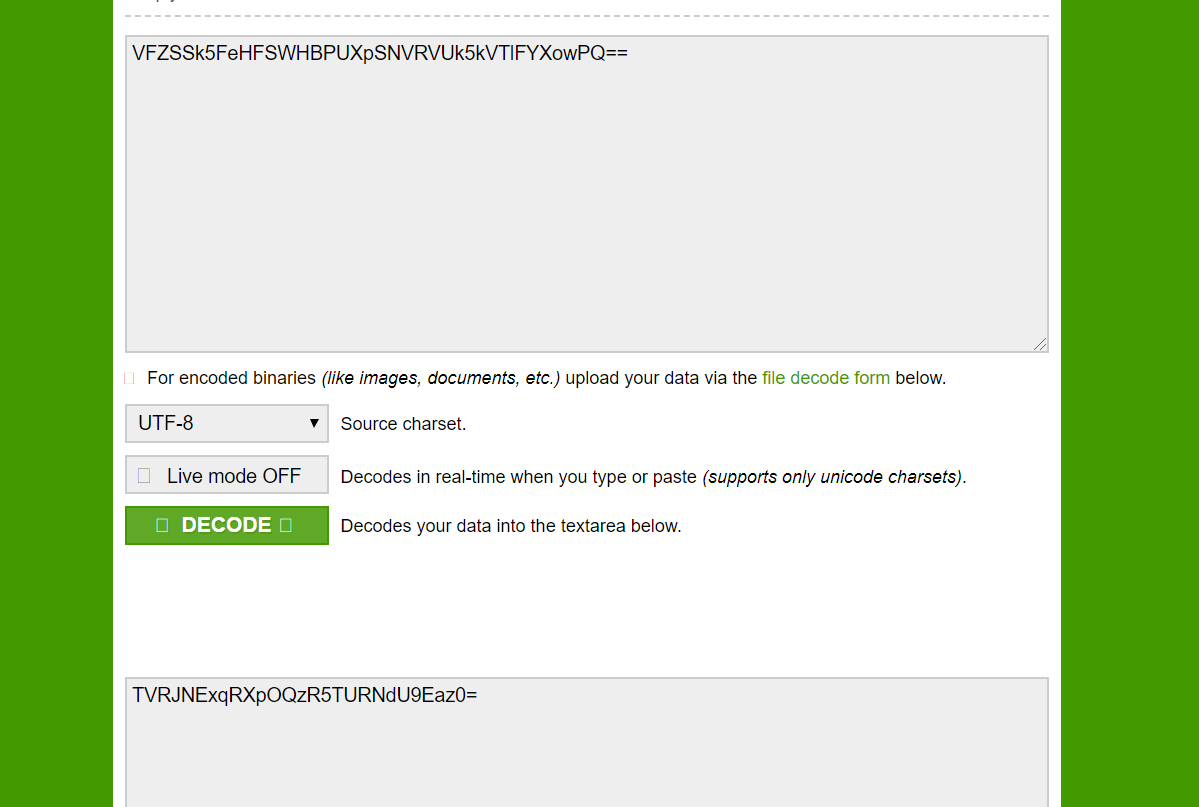 VFZSSk5FeHFSWHBPUXpSNVRVUk5kVTlFYXowPQ==
For encoded binaries (like images, documents, etc.) upload your data via the file decode form below.
UTF-8 Source charset.
Live mode OFF Decodes in real-time when you type or paste (supports only unicode charsets).
DECODE Decodes your data into the textarea below.
TVRJNExqRXpOQzR5TURNdU9Eaz0=